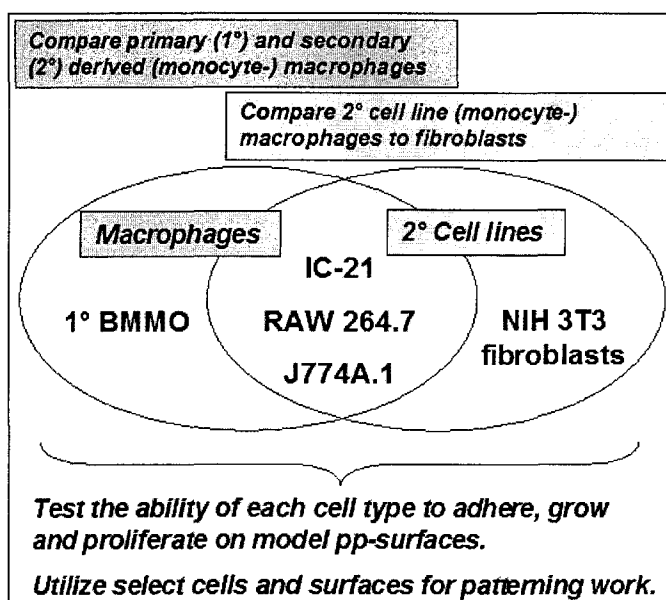 Compare primary (1°) and secondary
(2°) derived (monocyte-) macrophages
Compare 2° cell line (monocyte-)
macrophages to fibroblasts
Macrophages
2° Cell lines
IC-21
1° BMMO
RAW 264.7
NIH 3T3
fibroblasts
J774A.1
Test the ability of each cell type to adhere, grow
and proliferate on model pp-surfaces.
Utilize select cells and surfaces for patterning work.